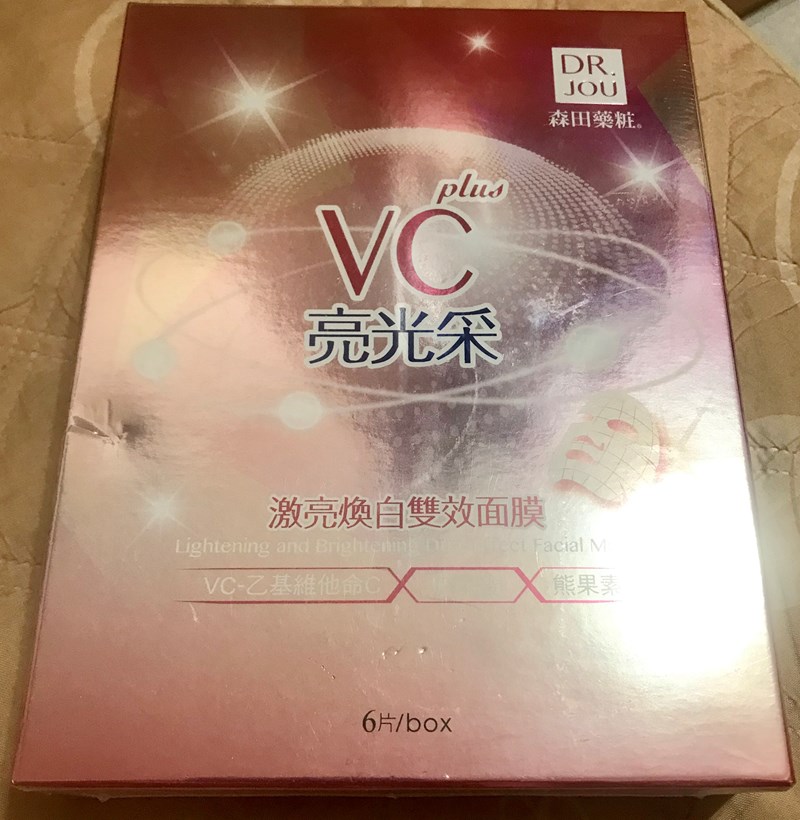 DR.
JOU
森田藥粧®
plus
VC
亮光采
激亮煥白雙效面膜
Lightening and Brightening Facial
VC-乙基維他命C
熊果素
6片/box